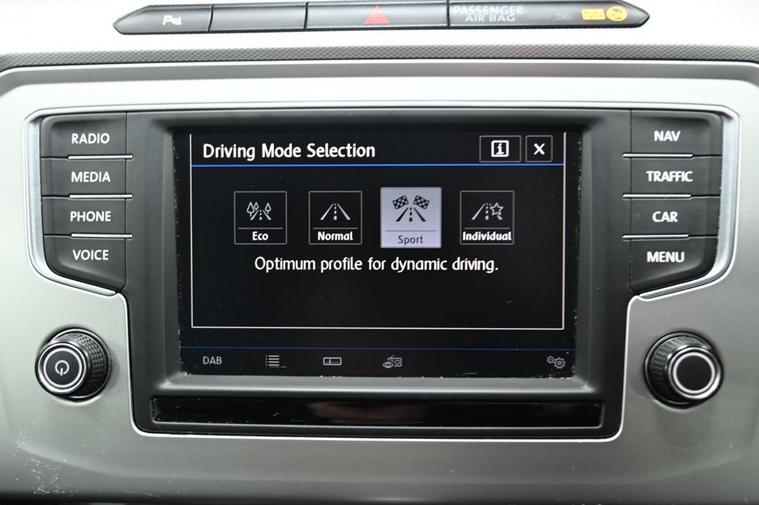 PASSENGER
AIR BAG
RADIO
MEDIA
PHONE
VOICE
Driving Mode Selection
i
X
Eco
Normal
Sport
Individual
Optimum profile for dynamic driving.
DAB
NAV
TRAFFIC
CAR
MENU